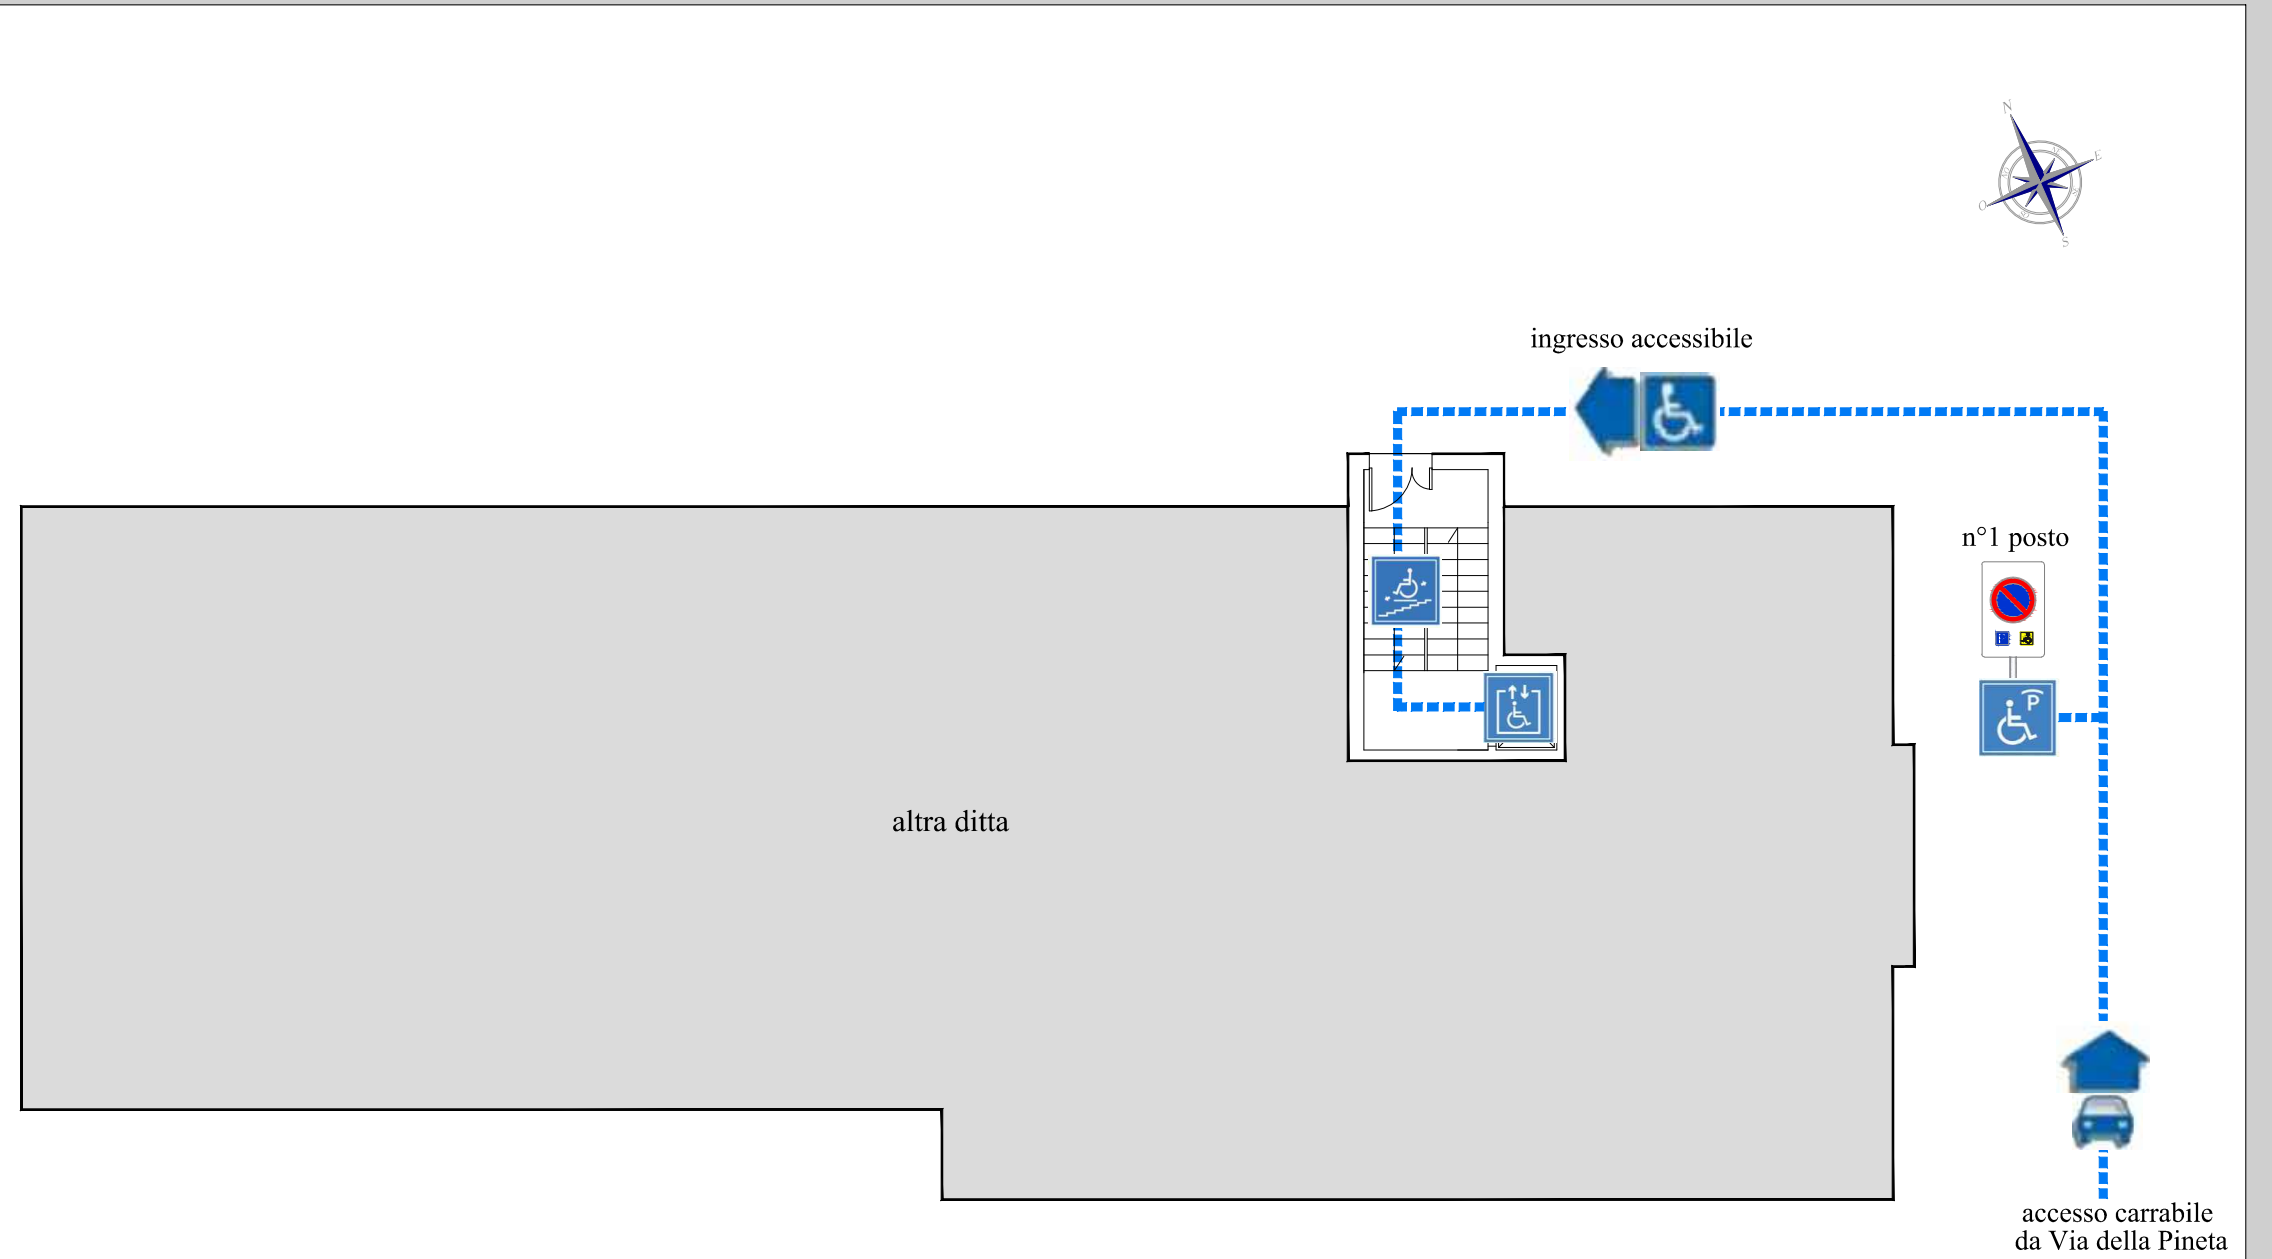 N
E
O
S
ingresso accessibile
n°1 posto
P
altra ditta
accesso carrabile
da Via della Pineta